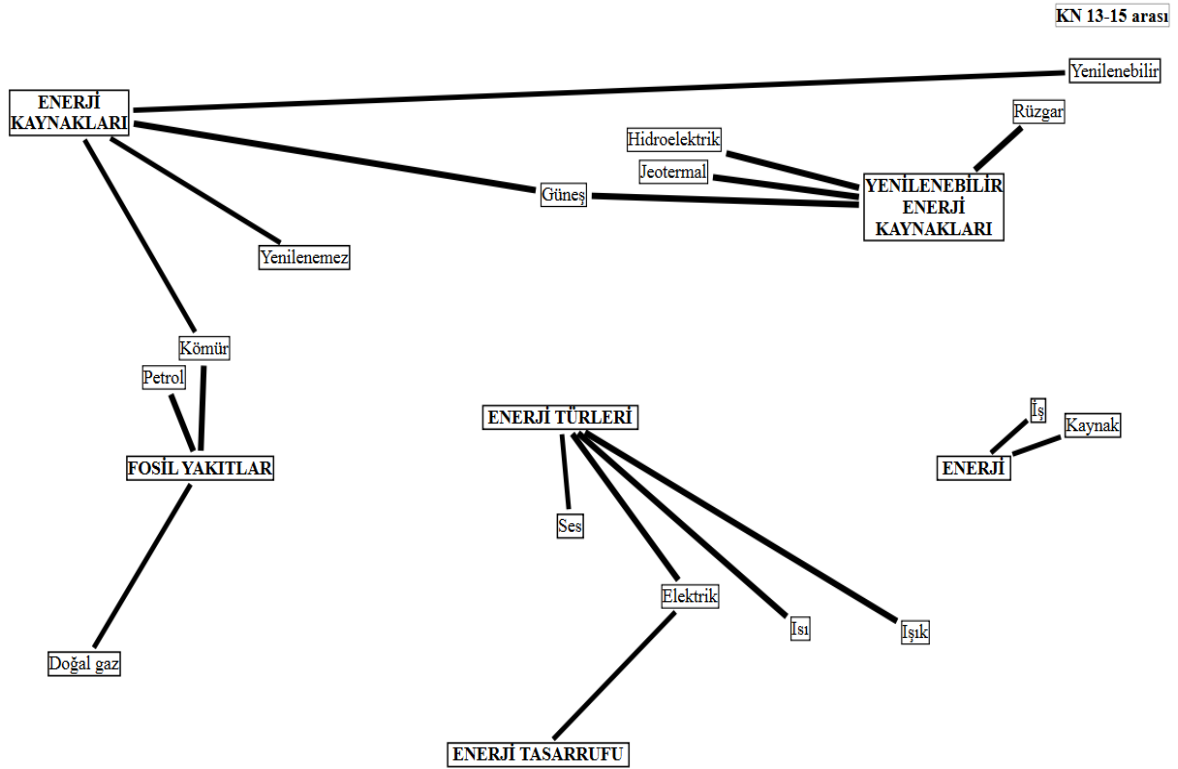 KN 13-15 arası
Yenilenebilir
ENERJİ
KAYNAKLARI
Rüzgar
Hidroelektrik
Jeotermal
Güneş
YENİLENEBİLİR
ENERJİ
KAYNAKLARI
Yenilenemez
Kömür
Petrol
ENERJİ TÜRLERİ
İş
Kaynak
FOSİL YAKITLAR
ENERJİ
Ses
Elektrik
Isı
Işık
Doğal gaz
ENERJİ TASARRUFU